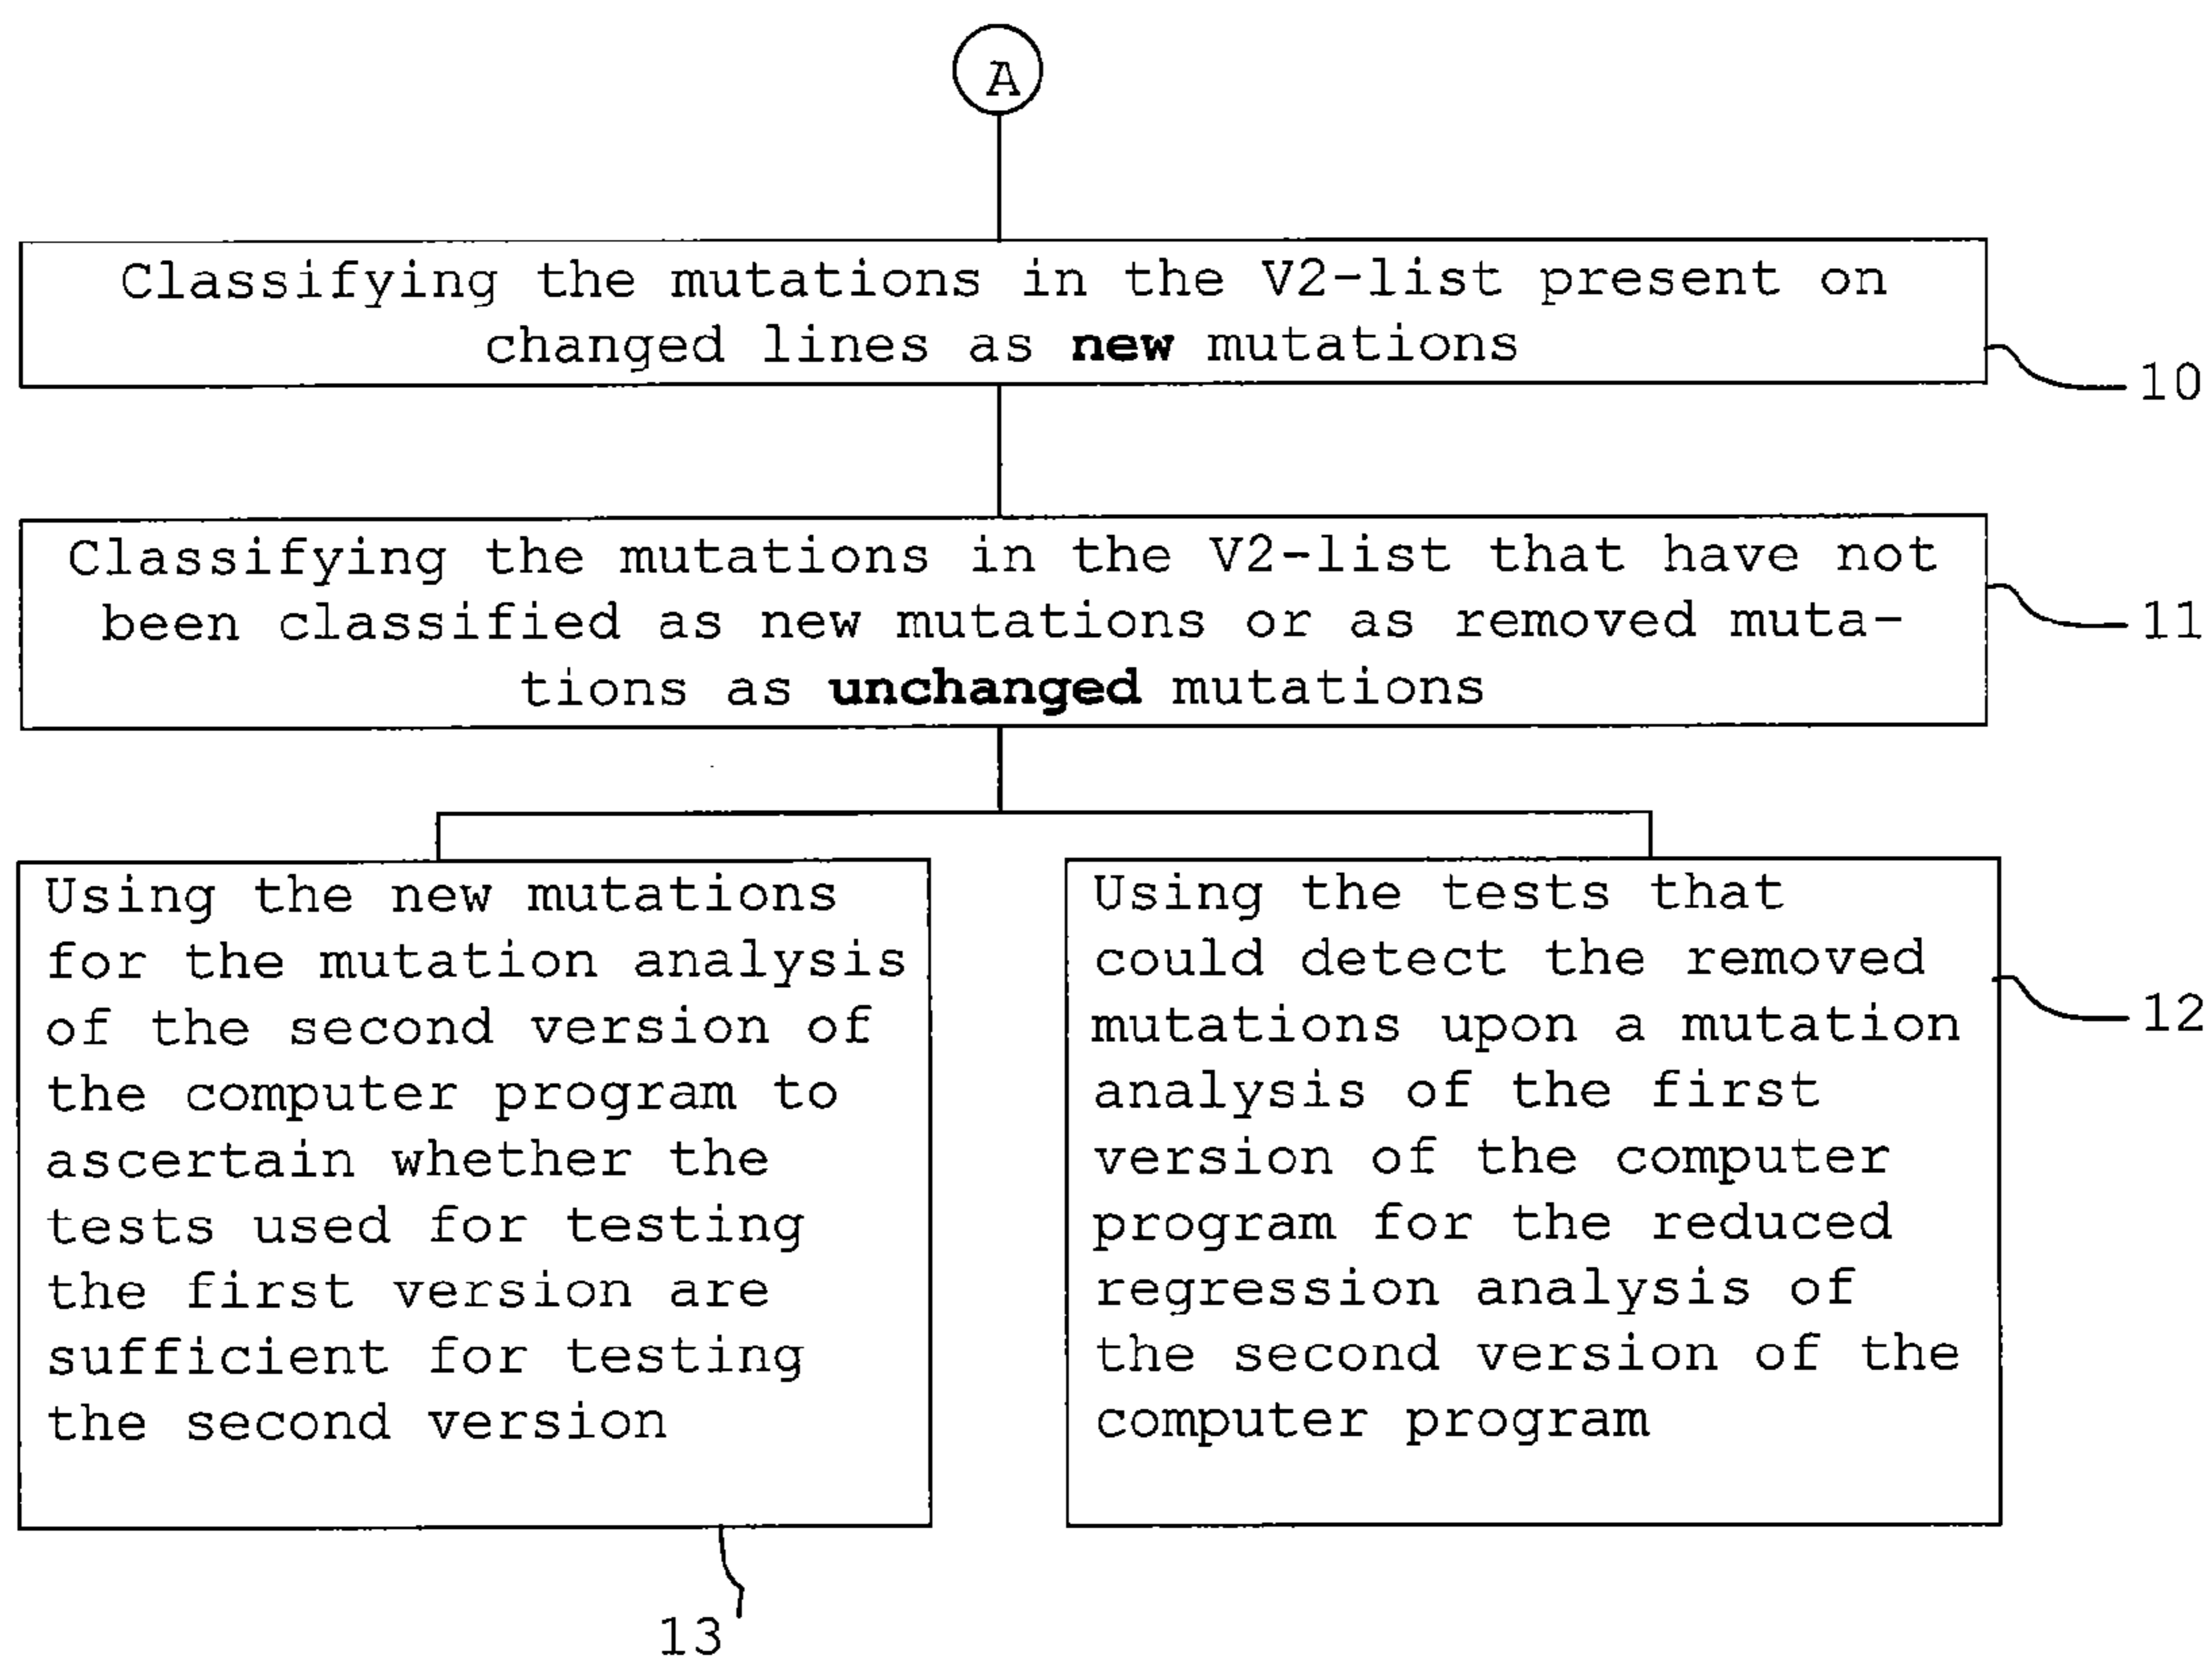 A
Classifying the mutations in the V2-list present on
changed lines as new mutations
10
Classifying the mutations in the V2-list that have not
been classified as new mutations or as removed muta-
tions as unchanged mutations
11
Using the new mutations
for the mutation analysis
of the second version of
the computer program to
ascertain whether the
tests used for testing
the first version are
sufficient for testing
the second version
13
Using the tests that
could detect the removed
mutations upon a mutation
analysis of the first
version of the computer
program for the reduced
regression analysis of
the second version of the
computer program
12